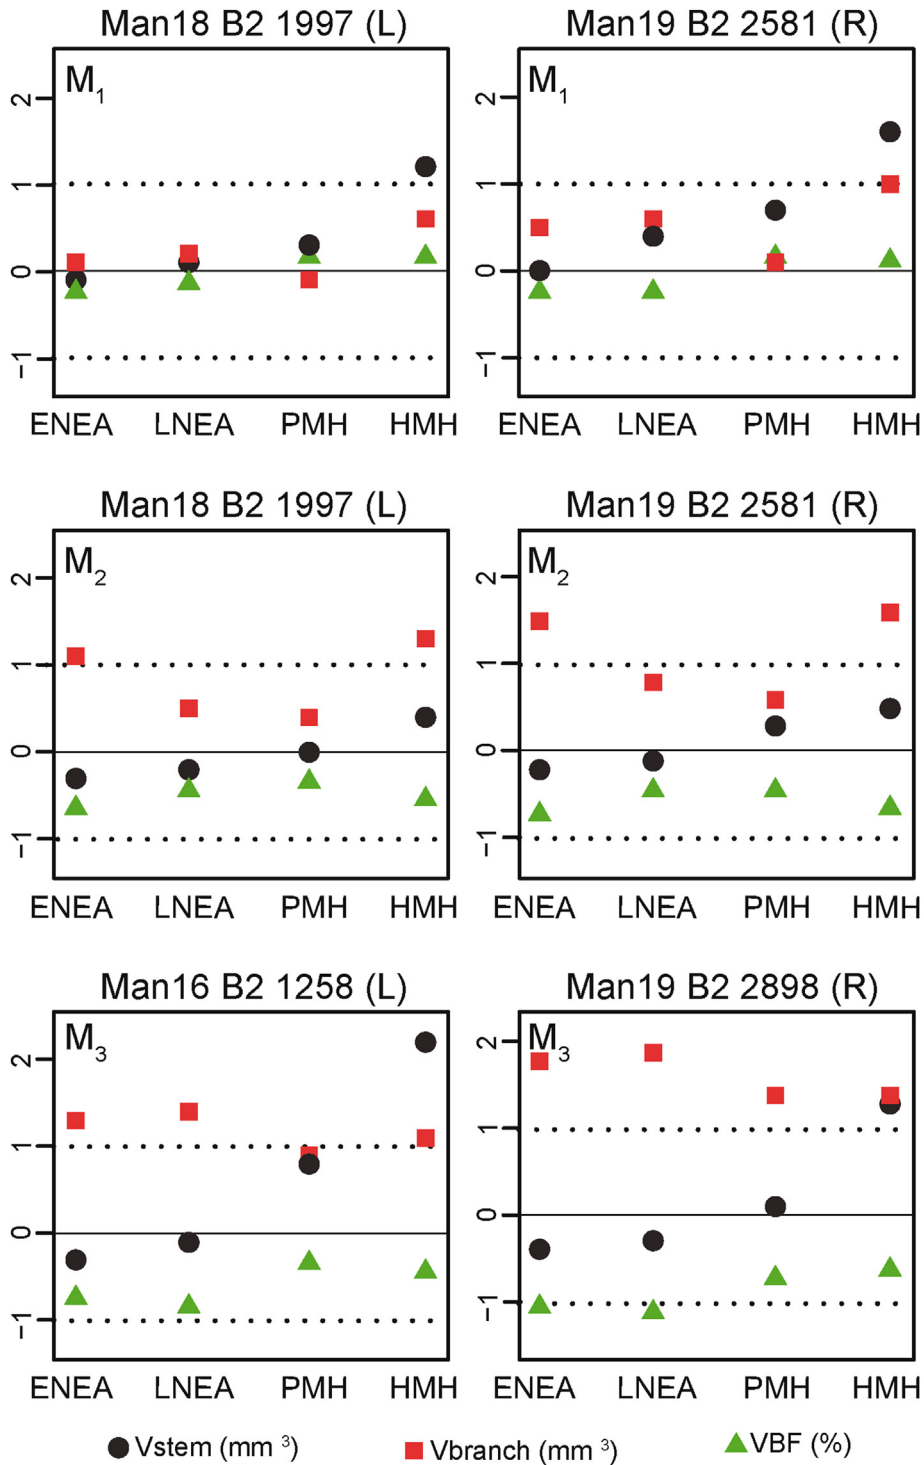 Man18 B2 1997 (L) Man19 B2 2581 (R)
M1 M1
2 2
1 1
0 0
−1 −1
ENEA LNEA PMH HMH ENEA LNEA PMH HMH
Man18 B2 1997 (L) Man19 B2 2581 (R)
M2 M2
2 2
1 1
0 0
−1 −1
ENEA LNEA PMH HMH ENEA LNEA PMH HMH
Man16 B2 1258 (L) Man19 B2 2898 (R)
M3 M3
2 2
1 1
0 0
−1 −1
ENEA LNEA PMH HMH ENEA LNEA PMH HMH
Vstem (mm 3) Vbranch (mm 3) VBF (%)